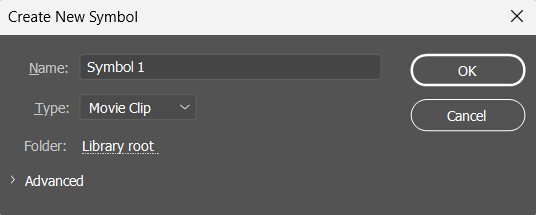 Create New Symbol
Name: Symbol 1
OK
Type: Movie Clip
Cancel
Folder: Library root
Advanced